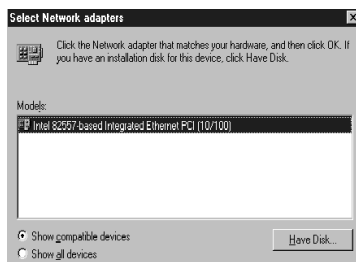 Select Network adapters
Click the Network adapter that matches your hardware, and then click OK. If
you have an installation disk for this device, click Have Disk.
Models:
Intel 82557-based Integrated Ethernet PCI (10/100)
Show compatible devices
Show all devices
Have Disk...